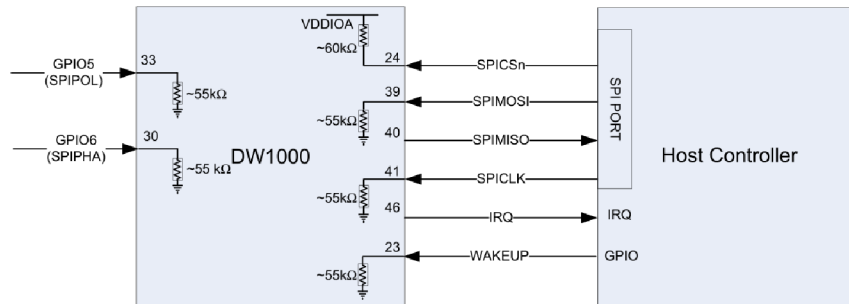 VDDIOA
~60kΩ
GPIO5
(SPIPOL)
33
~55kΩ
GPIO6
(SPIPHA)
30
~55 kΩ
DW1000
24
SPICSn
39
SPIMOSI
~55kΩ
40
SPIMISO
41
SPICLK
~55kΩ
46
IRQ
IRQ
23
WAKEUP
GPIO
~55kΩ
SPI PORT
Host Controller